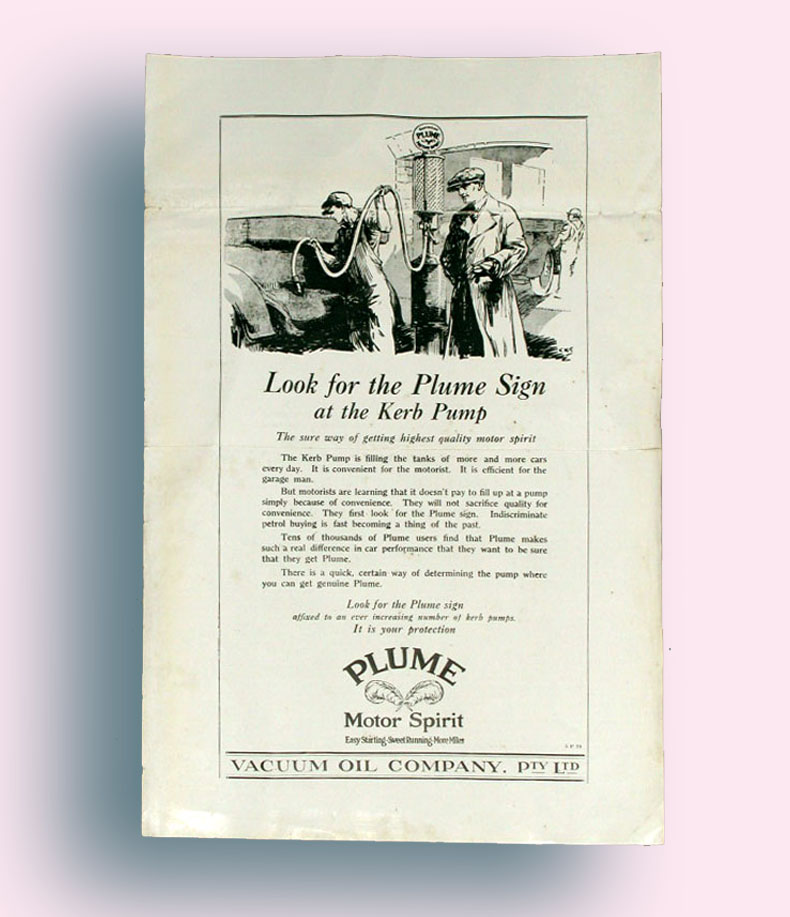 PLUME
Look for the Plume Sign
at the Kerb Pump
The sure way of getting highest quality motor spirit
The Kerb Pump is filling the tanks of more and more cars
every day. It is convenient for the motorist. It is efficient for the
garage man.
But motorists are learning that it doesn't pay to fill up at a pump
simply because of convenience. They will not sacrifice quality for
convenience. They first look for the Plume sign. Indiscriminate
petrol buying is fast becoming a thing of the past.
Tens of thousands of Plume users find that Plume makes
such a real difference in car performance that they want to be sure
that they get Plume.
There is a quick, certain way of determining the pump where
you can get genuine Plume.
Look for the Plume sign
affixed to an ever increasing number of kerb pumps.
It is your protection
PLUME
Motor Spirit
Easy Starting-Sweet Running-More Miles
VACUUM OIL COMPANY. PTY LTD